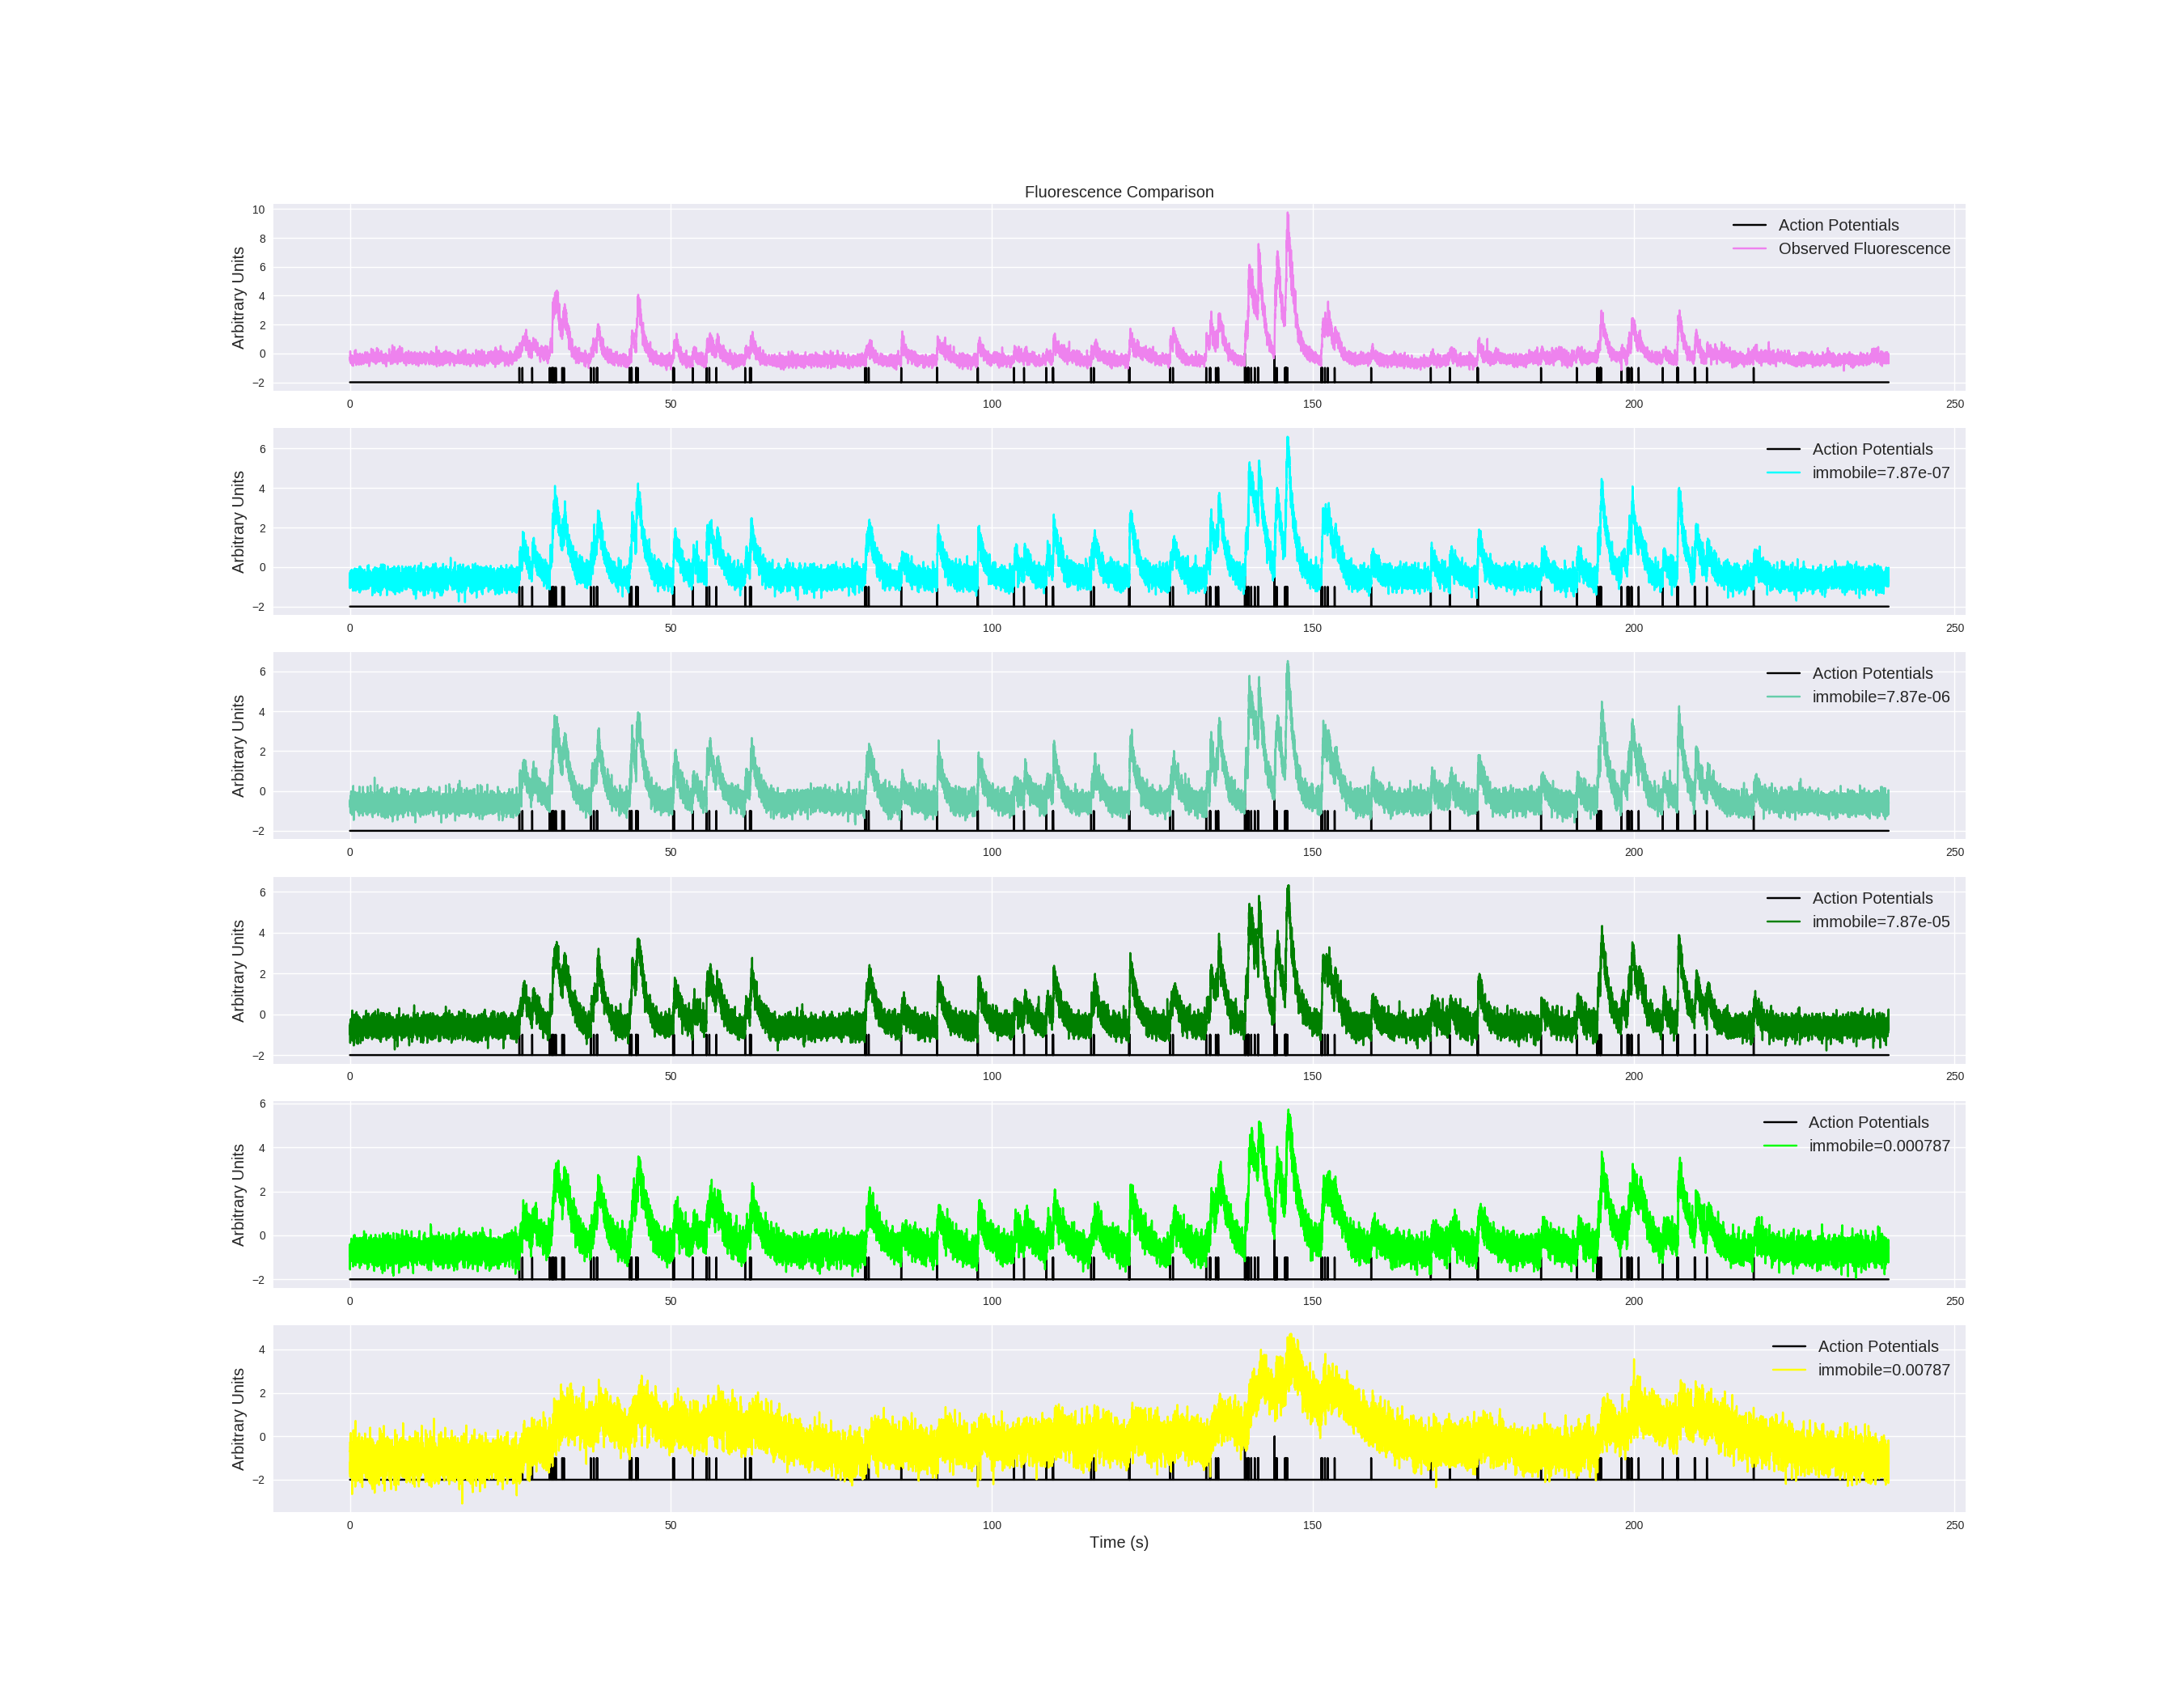 Fluorescence Comparison
10
8
6
4
2
0
−2
Arbitrary Units
Action Potentials
Observed Fluorescence
0 50 100 150 200 250
6
4
2
0
−2
Arbitrary Units
Action Potentials
immobile=7.87e-07
0 50 100 150 200 250
6
4
2
0
−2
Arbitrary Units
Action Potentials
immobile=7.87e-06
0 50 100 150 200 250
6
4
2
0
−2
Arbitrary Units
Action Potentials
immobile=7.87e-05
0 50 100 150 200 250
6
4
2
0
−2
Arbitrary Units
Action Potentials
immobile=0.000787
0 50 100 150 200 250
4
2
0
−2
Arbitrary Units
Action Potentials
immobile=0.00787
0 50 100 150 200 250
Time (s)